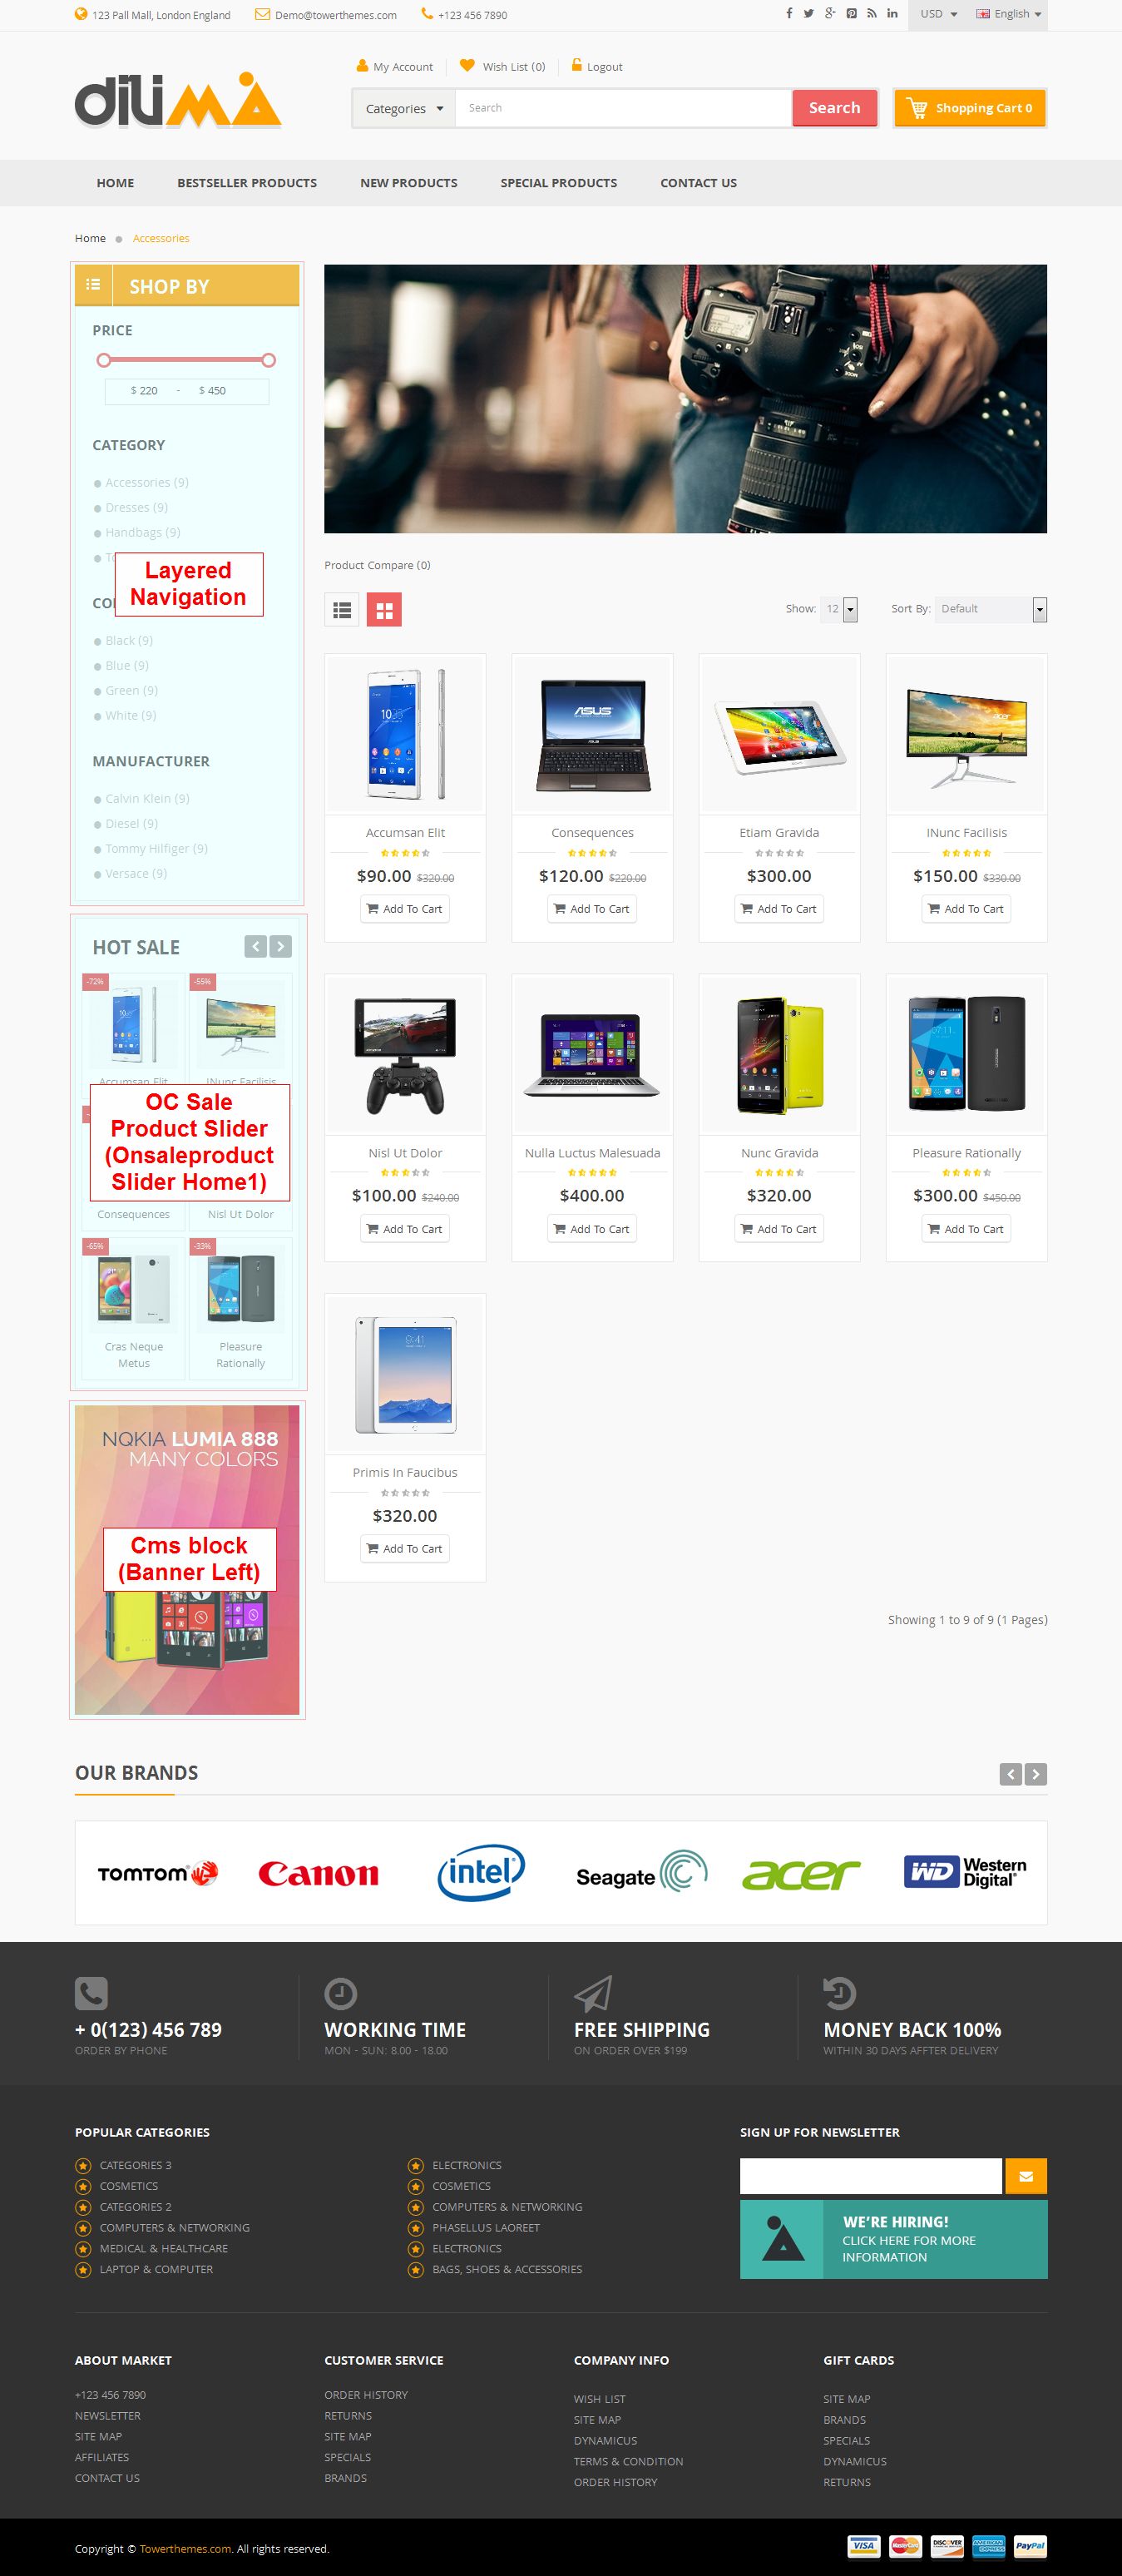 123 Pall Mall, London England
Demo@towerthemes.com
+123 456 7890
USD
English
dilima
My Account
Wish List (0)
Logout
Categories
Search
Search
Shopping Cart 0
HOME
BESTSELLER PRODUCTS
NEW PRODUCTS
SPECIAL PRODUCTS
CONTACT US
Home
Accessories
SHOP BY
PRICE
$ 220 - $ 450
CATEGORY
Accessories (9)
Dresses (9)
Handbags (9)
Layered
Navigation
Black (9)
Blue (9)
Green (9)
White (9)
MANUFACTURER
Calvin Klein (9)
Diesel (9)
Tommy Hilfiger (9)
Versace (9)
HOT SALE
-72%
-55%
Accumsan Elit
INunc Facilisis
OC Sale
Product Slider
(Onsaleproduct
Slider Home1)
Consequences
Nisl Ut Dolor
-65%
-33%
Cras Neque
Metus
Pleasure
Rationally
NOKIA LUMIA 888
MANY COLORS
Cms block
(Banner Left)
Product Compare (0)
Show: 12
Sort By: Default
ASUS
acer
Accumsan Elit
$90.00 $320.00
Add To Cart
Consequences
$120.00 $220.00
Add To Cart
Etiam Gravida
$300.00
Add To Cart
INunc Facilisis
$150.00 $330.00
Add To Cart
Nisl Ut Dolor
$100.00 $240.00
Add To Cart
Nulla Luctus Malesuada
$400.00
Add To Cart
Nunc Gravida
$320.00
Add To Cart
Pleasure Rationally
$300.00 $450.00
Add To Cart
9:41
Primis In Faucibus
$320.00
Add To Cart
Showing 1 to 9 of 9 (1 Pages)
OUR BRANDS
TOMTOM
Canon
intel
Seagate
acer
WD Western
Digital
+ 0(123) 456 789
ORDER BY PHONE
WORKING TIME
MON - SUN: 8.00 - 18.00
FREE SHIPPING
ON ORDER OVER $199
MONEY BACK 100%
WITHIN 30 DAYS AFFTER DELIVERY
POPULAR CATEGORIES
CATEGORIES 3
COSMETICS
CATEGORIES 2
COMPUTERS & NETWORKING
MEDICAL & HEALTHCARE
LAPTOP & COMPUTER
ELECTRONICS
COSMETICS
COMPUTERS & NETWORKING
PHASELLUS LAOREET
ELECTRONICS
BAGS, SHOES & ACCESSORIES
SIGN UP FOR NEWSLETTER
WE'RE HIRING!
CLICK HERE FOR MORE
INFORMATION
ABOUT MARKET
+123 456 7890
NEWSLETTER
SITE MAP
AFFILIATES
CONTACT US
CUSTOMER SERVICE
ORDER HISTORY
RETURNS
SITE MAP
SPECIALS
BRANDS
COMPANY INFO
WISH LIST
SITE MAP
DYNAMICUS
TERMS & CONDITION
ORDER HISTORY
GIFT CARDS
SITE MAP
BRANDS
SPECIALS
DYNAMICUS
RETURNS
Copyright © Towerthemes.com. All rights reserved.
VISA
MasterCard
DISCOVER
AMERICAN EXPRESS
PayPal